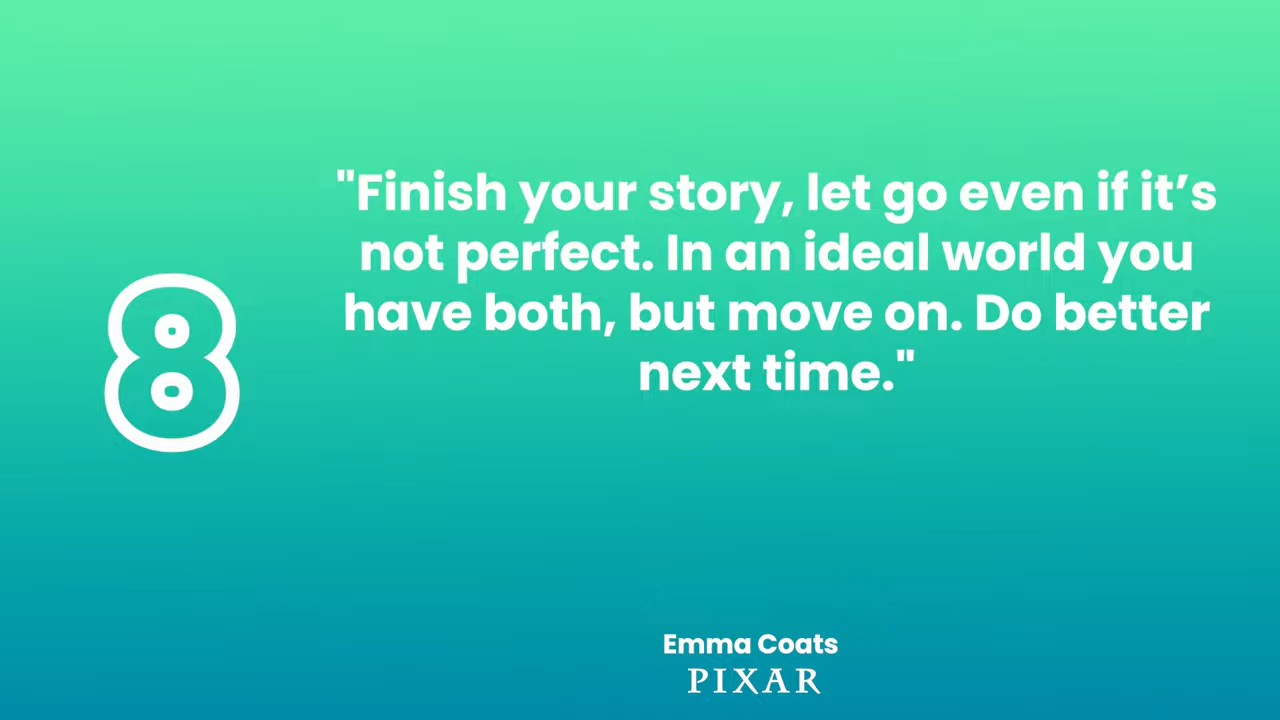 8
"Finish your story, let go even if it’s
not perfect. In an ideal world you
have both, but move on. Do better
next time."
Emma Coats
PIXAR